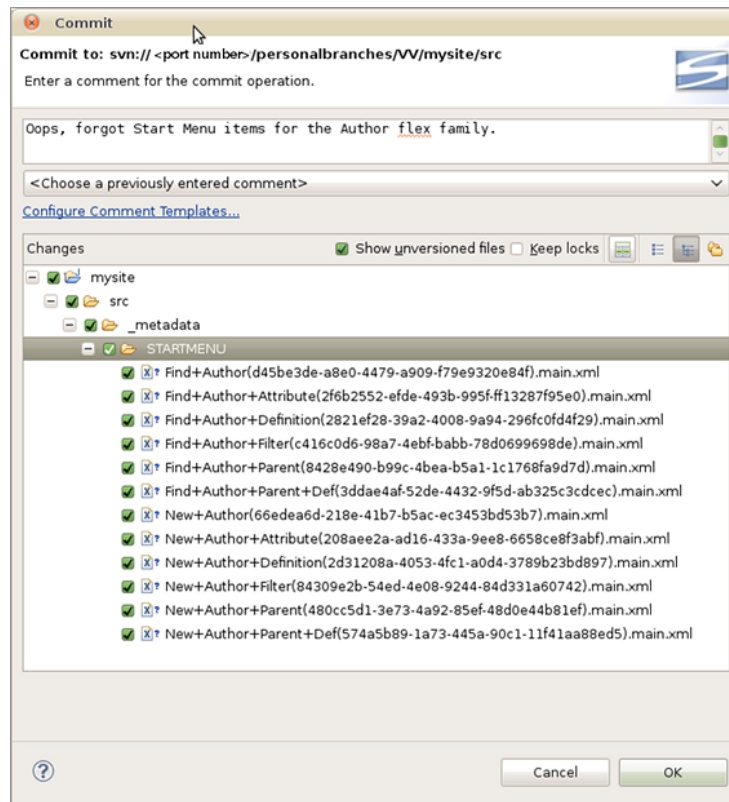 Commit
Commit to: svn:// <port number>/personalbranches/VV/mysite/src
Enter a comment for the commit operation.
Oops, forgot Start Menu items for the Author flex family.
<Choose a previously entered comment>
Configure Comment Templates...
Changes Show unversioned files Keep locks
mysite
src
_metadata
STARTMENU
Find+Author(d45be3de-a8e0-4479-a909-f79e9320e84f).main.xml
Find+Author+Attribute(2f6b2552-efde-493b-995f-ff13287f95e0).main.xml
Find+Author+Definition(2821ef28-39a2-4008-9a94-296fc0fd4f29).main.xml
Find+Author+Filter(c416c0d6-98a7-4ebf-babb-78d0699698de).main.xml
Find+Author+Parent(8428e490-b99c-4bea-b5a1-1c1768fa9d7d).main.xml
Find+Author+Parent+Def(3ddae4af-52de-4432-9f5d-ab325c3cdcec).main.xml
New+Author(66edea6d-218e-41b7-b5ac-ec3453bd53b7).main.xml
New+Author+Attribute(208aee2a-ad16-433a-9ee8-6658ce8f3abf).main.xml
New+Author+Definition(2d31208a-4053-4fc1-a0d4-3789b23bd897).main.xml
New+Author+Filter(84309e2b-54ed-4e08-9244-84d331a60742).main.xml
New+Author+Parent(480cc5d1-3e73-4a92-85ef-48d0e44b81ef).main.xml
New+Author+Parent+Def(574a5b89-1a73-445a-90c1-11f41aa88ed5).main.xml
Cancel OK